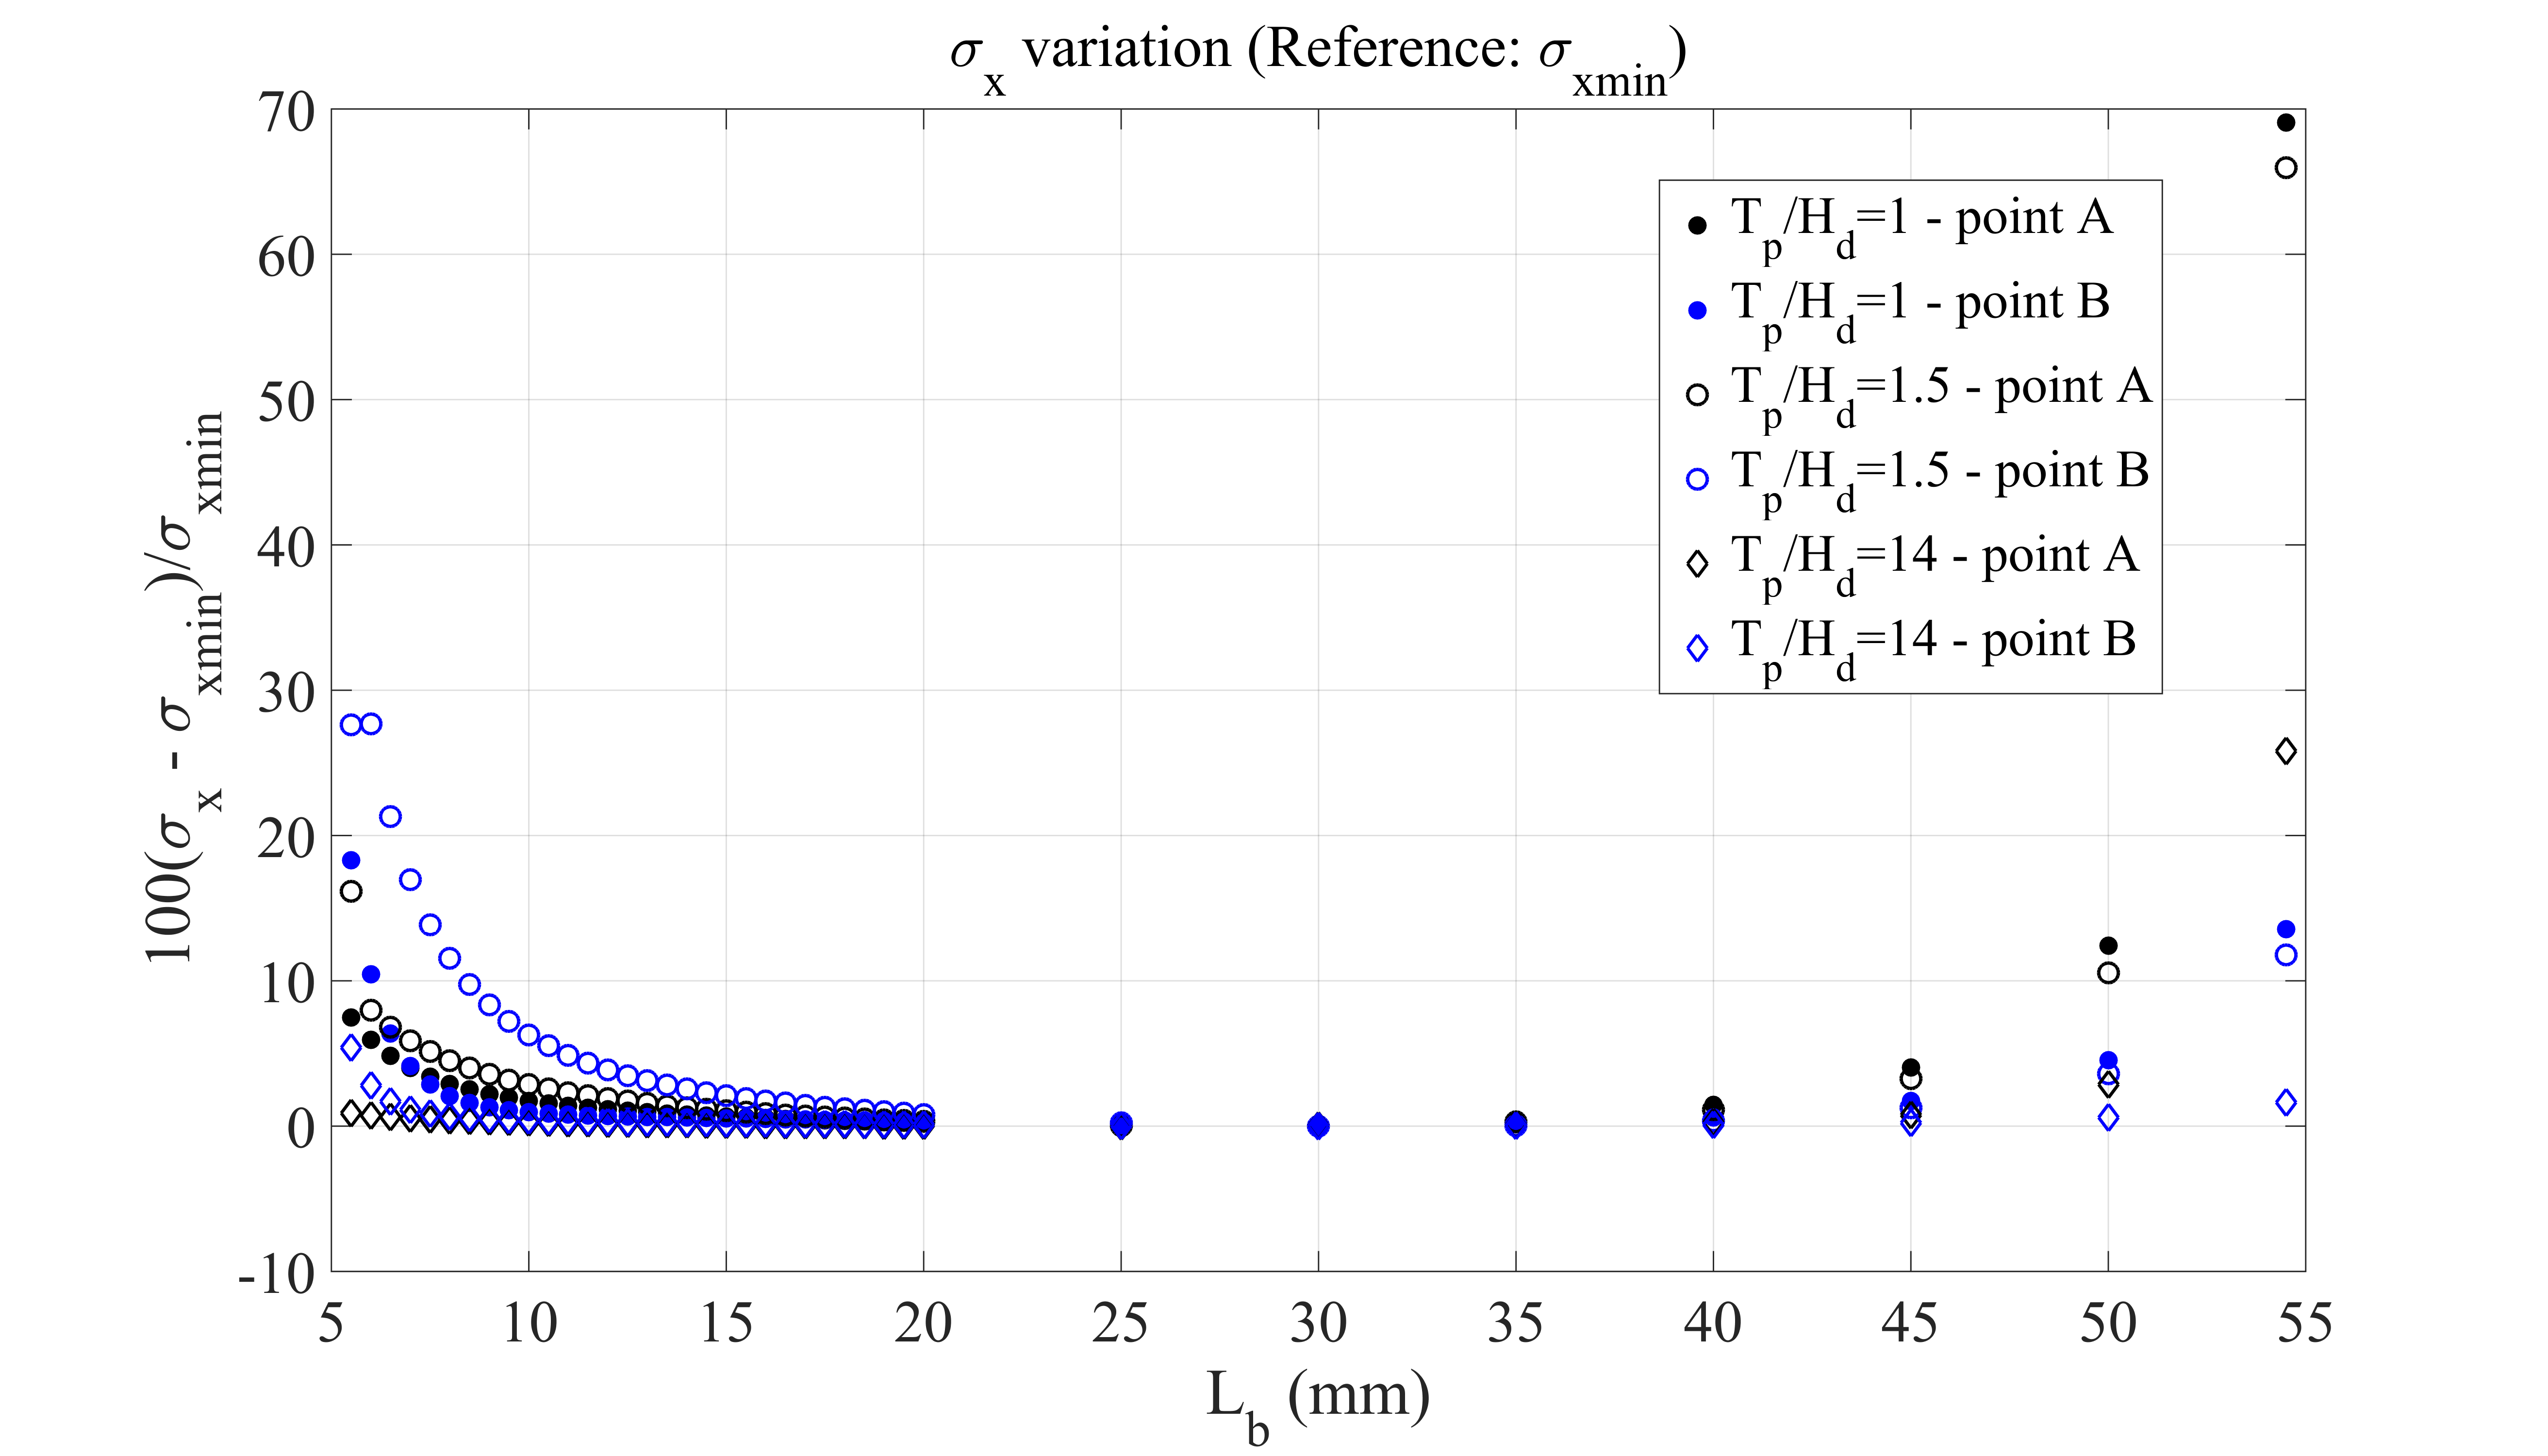 σx variation (Reference: σxmin)
100(σx - σxmin)/σxmin
70
60
50
40
30
20
10
0
-10
Tp/Hd=1 - point A
Tp/Hd=1 - point B
Tp/Hd=1.5 - point A
Tp/Hd=1.5 - point B
Tp/Hd=14 - point A
Tp/Hd=14 - point B
5 10 15 20 25 30 35 40 45 50 55
Lb (mm)